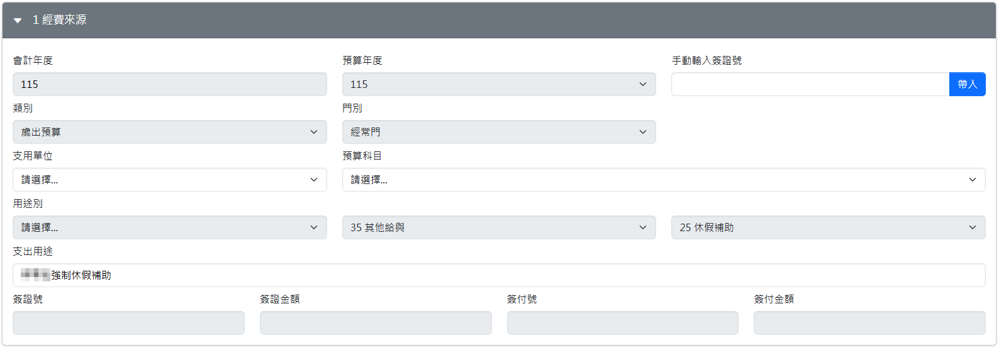 1 經費來源
會計年度 預算年度 手動輸入簽證號
115 115 帶入
類別 門別
歲出預算 經常門
支用單位 預算科目
請選擇... 請選擇...
用途別
請選擇... 35 其他給與 25 休假補助
支出用途
強制休假補助
簽證號 簽證金額 簽付號 簽付金額